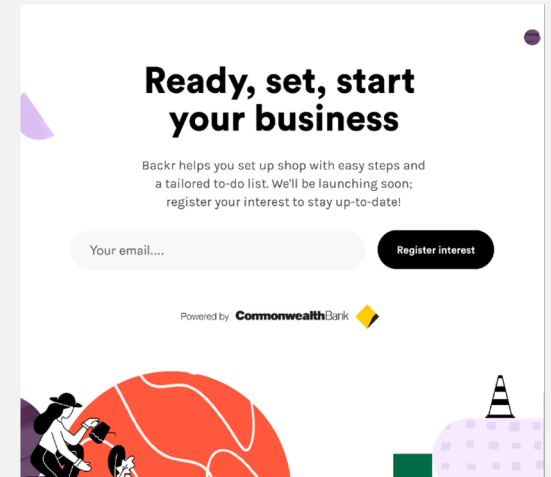 Ready, set, start
your business
Backr helps you set up shop with easy steps and
a tailored to-do list. We'll be launching soon;
register your interest to stay up-to-date!
Your email....
Register interest
Powered by CommonwealthBank